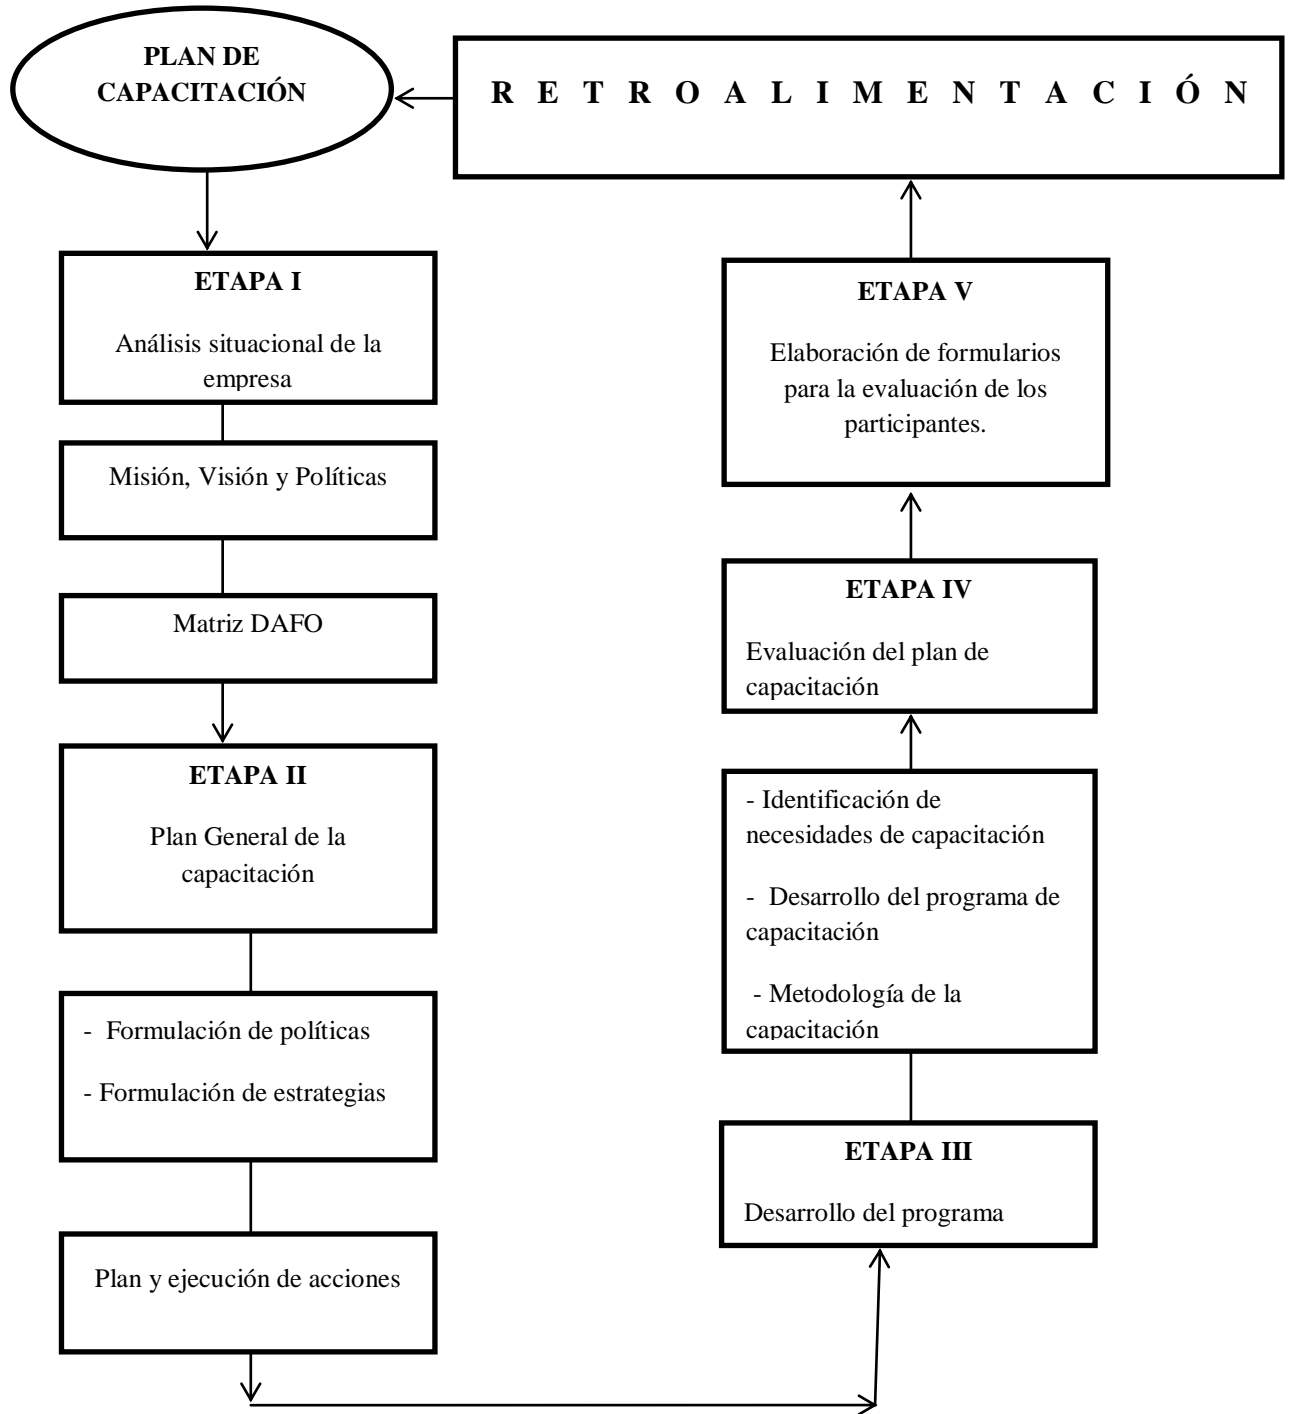 PLAN DE
CAPACITACIÓN
R E T R O A L I M E N T A C I Ó N
ETAPA I
Análisis situacional de la
empresa
Misión, Visión y Políticas
Matriz DAFO
ETAPA II
Plan General de la
capacitación
- Formulación de políticas
- Formulación de estrategias
Plan y ejecución de acciones
ETAPA III
Desarrollo del programa
- Identificación de
necesidades de capacitación
- Desarrollo del programa de
capacitación
- Metodología de la
capacitación
ETAPA IV
Evaluación del plan de
capacitación
ETAPA V
Elaboración de formularios
para la evaluación de los
participantes.